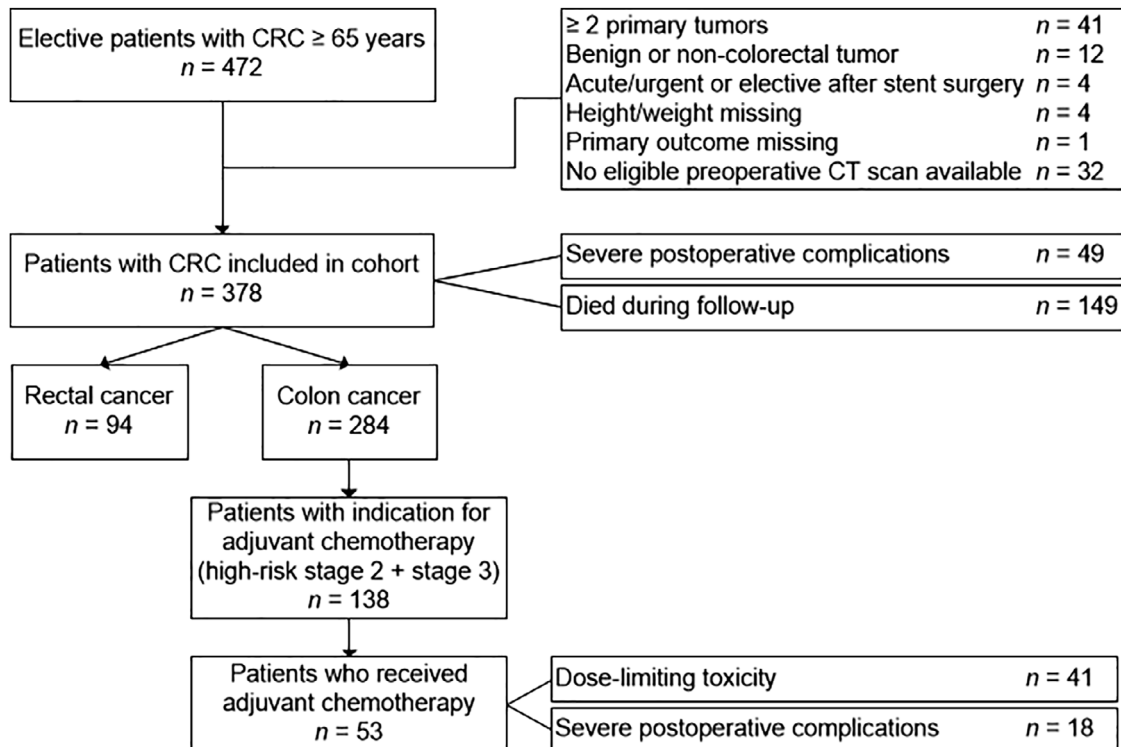 Elective patients with CRC ≥ 65 years
n = 472
≥ 2 primary tumors n = 41
Benign or non-colorectal tumor n = 12
Acute/urgent or elective after stent surgery n = 4
Height/weight missing n = 4
Primary outcome missing n = 1
No eligible preoperative CT scan available n = 32
Patients with CRC included in cohort
n = 378
Severe postoperative complications n = 49
Died during follow-up n = 149
Rectal cancer
n = 94
Colon cancer
n = 284
Patients with indication for
adjuvant chemotherapy
(high-risk stage 2 + stage 3)
n = 138
Patients who received
adjuvant chemotherapy
n = 53
Dose-limiting toxicity n = 41
Severe postoperative complications n = 18